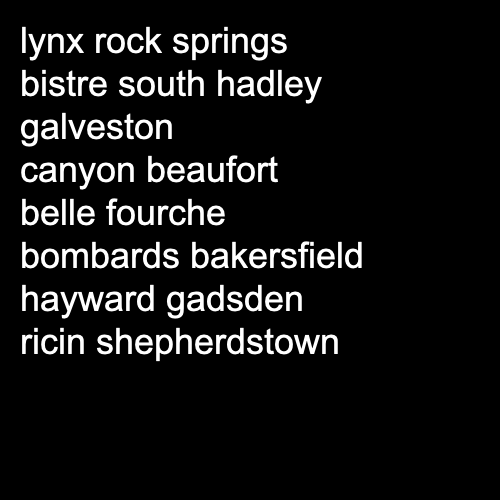 lynx rock springs
bistre south hadley
galveston
canyon beaufort
belle fourche
bombards bakersfield
hayward gadsden
ricin shepherdstown